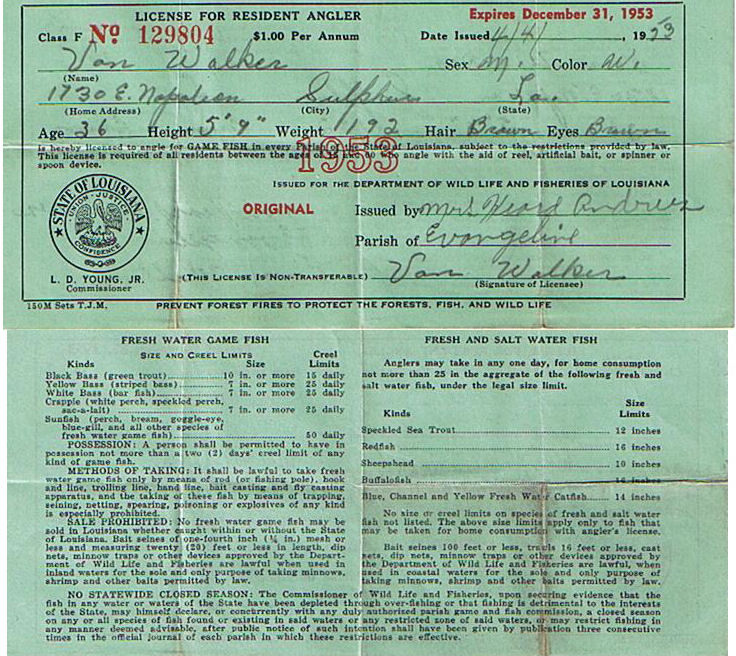 LICENSE FOR RESIDENT ANGLER
Expires December 31, 1953
Class F No 129804 $1.00 Per Annum Date Issued 4/4/ , 1953
Van Walker Sex M. Color W.
(Name)
1730 E. Napoleon Sulphur La.
(Home Address) (City) (State)
Age 36 Height 5' 9" Weight 192 Hair Brown Eyes Brown
is hereby licensed to angle for GAME FISH in every Parish of the State of Louisiana, subject to the restrictions provided by law.
This license is required of all residents between the ages of and 60 who angle with the aid of reel, artificial bait, or spinner or
spoon device.
1953
ISSUED FOR THE DEPARTMENT OF WILD LIFE AND FISHERIES OF LOUISIANA
STATE OF LOUISIANA
UNION · JUSTICE
CONFIDENCE
ORIGINAL
Issued by Mrs. Andrews
Parish of Evangeline
L. D. YOUNG, JR.
Commissioner
(THIS LICENSE IS NON-TRANSFERABLE) Van Walker
(Signature of Licensee)
150M Sets T.J.M. PREVENT FOREST FIRES TO PROTECT THE FORESTS, FISH, AND WILD LIFE
FRESH WATER GAME FISH
SIZE AND CREEL LIMITS
Kinds Size Creel Limits
Black Bass (green trout) 10 in. or more 15 daily
Yellow Bass (striped bass) 7 in. or more 25 daily
White Bass (bar fish) 7 in. or more 25 daily
Crappie (white perch, speckled perch,
sac-a-lait) 7 in. or more 25 daily
Sunfish (perch, bream, goggle-eye,
blue-gill, and all other species of
fresh water game fish) 50 daily
POSSESSION: A person shall be permitted to have in
possession not more than a two (2) days' creel limit of any
kind of game fish.
METHODS OF TAKING: It shall be lawful to take fresh
water game fish only by means of rod (or fishing pole), hook
and line, trolling line, hand line, bait casting and fly casting
apparatus, and the taking of these fish by means of trapping,
seining, netting, spearing, poisoning or explosives of any kind
is especially prohibited.
SALE PROHIBITED: No fresh water game fish may be
sold in Louisiana whether caught within or without the State
of Louisiana. Bait seines of one-fourth inch (¼ in.) mesh or
less and measuring twenty (20) feet or less in length, dip
nets, minnow traps or other devices approved by the Depart-
ment of Wild Life and Fisheries are lawful when used in
inland waters for the sole and only purpose of taking minnows,
shrimp and other baits permitted by law.
FRESH AND SALT WATER FISH
Anglers may take in any one day, for home consumption
not more than 25 in the aggregate of the following fresh and
salt water fish, under the legal size limit.
Kinds Size Limits
Speckled Sea Trout 12 inches
Redfish 16 inches
Sheepshead 10 inches
Buffalofish 16 inches
Blue, Channel and Yellow Fresh Water Catfish 14 inches
No size or creel limits on species of fresh and salt water
fish not listed. The above size limits apply only to fish that
may be taken for home consumption with angler's license.
Bait seines 100 feet or less, trawls 16 feet or less, cast
nets, dip nets, minnow traps or other devices approved by
the Department of Wild Life and Fisheries are lawful, when
used in coastal waters for the sole and only purpose of
taking minnows, shrimp and other baits permitted by law.
NO STATEWIDE CLOSED SEASON: The Commissioner of Wild Life and Fisheries, upon securing evidence that the
fish in any water or waters of the State have been depleted through over-fishing or that fishing is detrimental to the interests
of the State, may himself declare, or concurrently with any duly authorised parish game and fish commission, a closed season
on any or all species of fish found or existing in said waters or any restricted zone of said waters, or may restrict fishing in
any manner deemed advisable, after public notice of such intention shall have been given by publication three consecutive
times in the official journal of each parish in which these restrictions are effective.